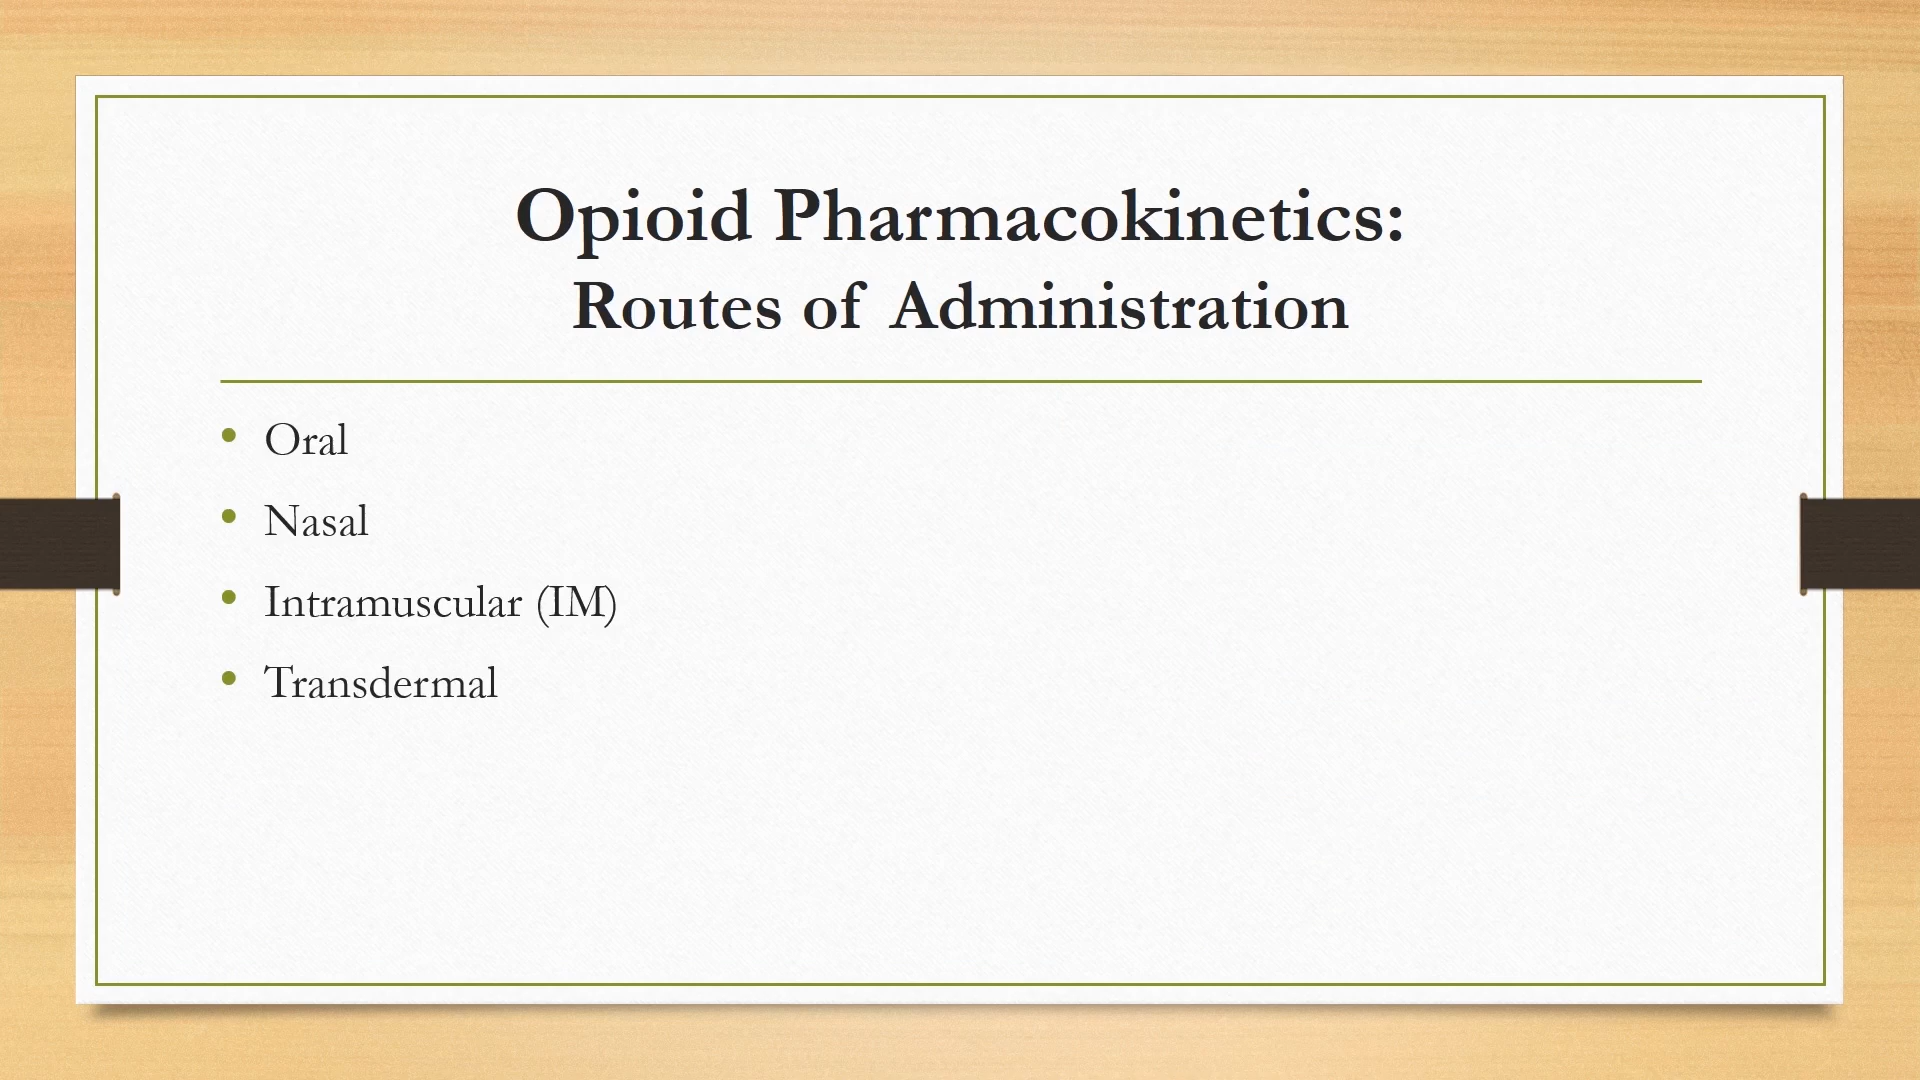 Opioid Pharmacokinetics:
Routes of Administration
• Oral
• Nasal
• Intramuscular (IM)
• Transdermal